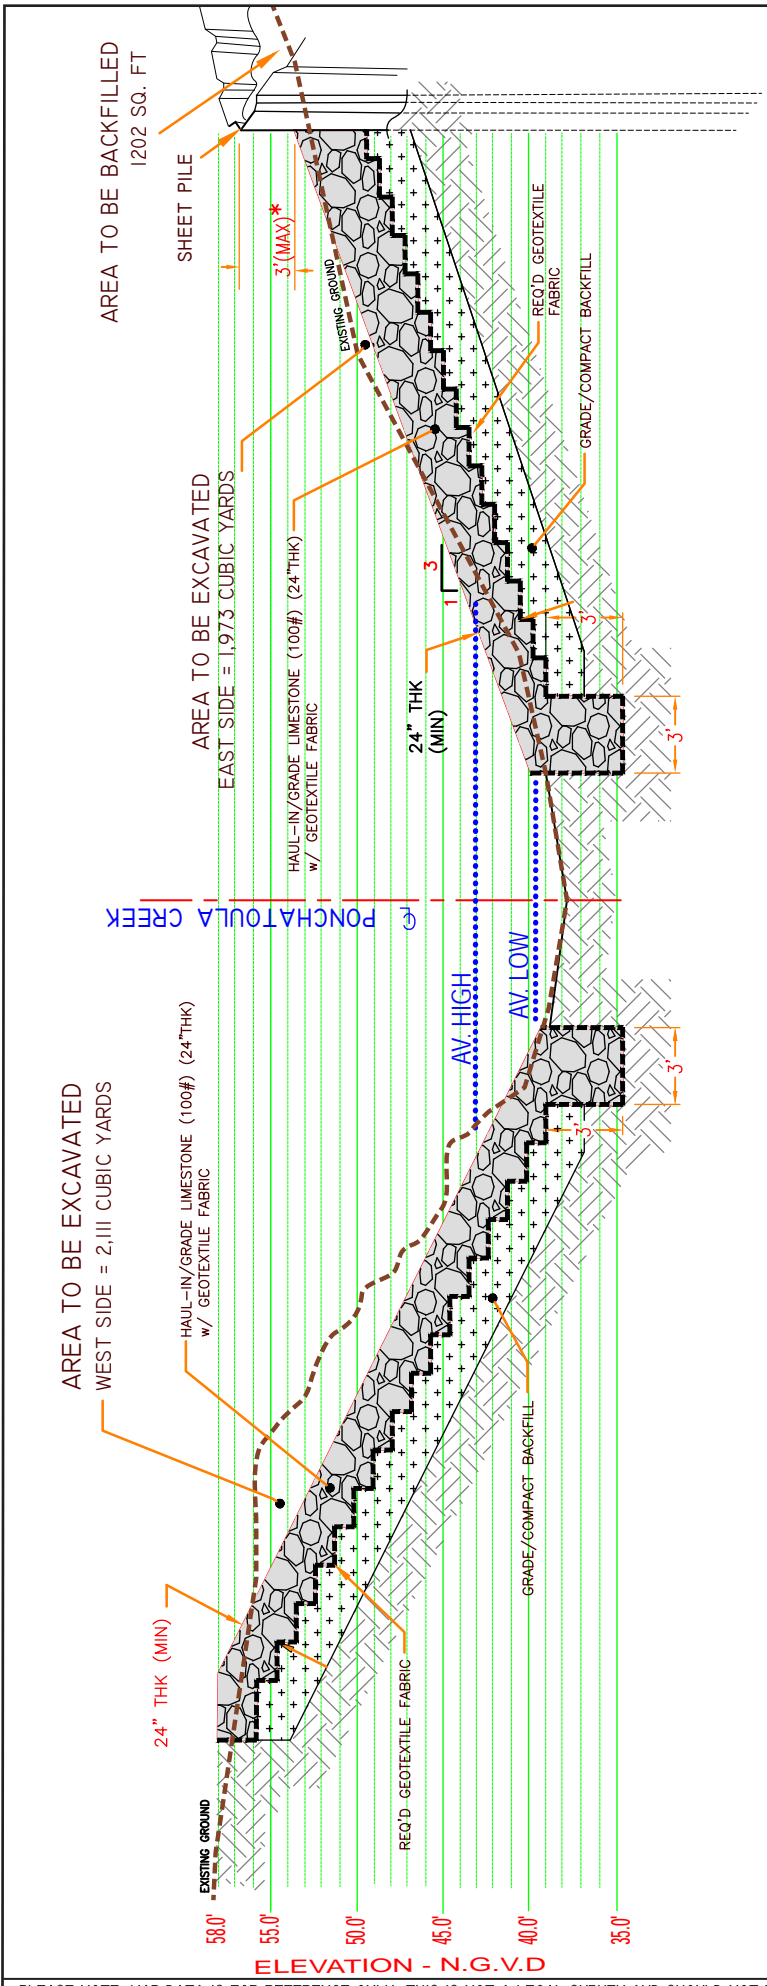 AREA TO BE EXCAVATED
WEST SIDE = 2,111 CUBIC YARDS
HAUL-IN/GRADE LIMESTONE (100#) (24"THK)
w/ GEOTEXTILE FABRIC
24" THK (MIN)
EXISTING GROUND
REQ'D GEOTEXTILE FABRIC
GRADE/COMPACT BACKFILL
3'
3'
58.0'
55.0'
50.0'
45.0'
40.0'
35.0'
ELEVATION - N.G.V.D
℄ PONCHATOULA CREEK
AV. HIGH
AV. LOW
AREA TO BE EXCAVATED
EAST SIDE = 1,973 CUBIC YARDS
HAUL-IN/GRADE LIMESTONE (100#) (24"THK)
w/ GEOTEXTILE FABRIC
24" THK
(MIN)
1
3
3'
3'
EXISTING GROUND
3'(MAX)*
AREA TO BE BACKFILLED
1202 SQ. FT
SHEET PILE
REQ'D GEOTEXTILE
FABRIC
GRADE/COMPACT BACKFILL